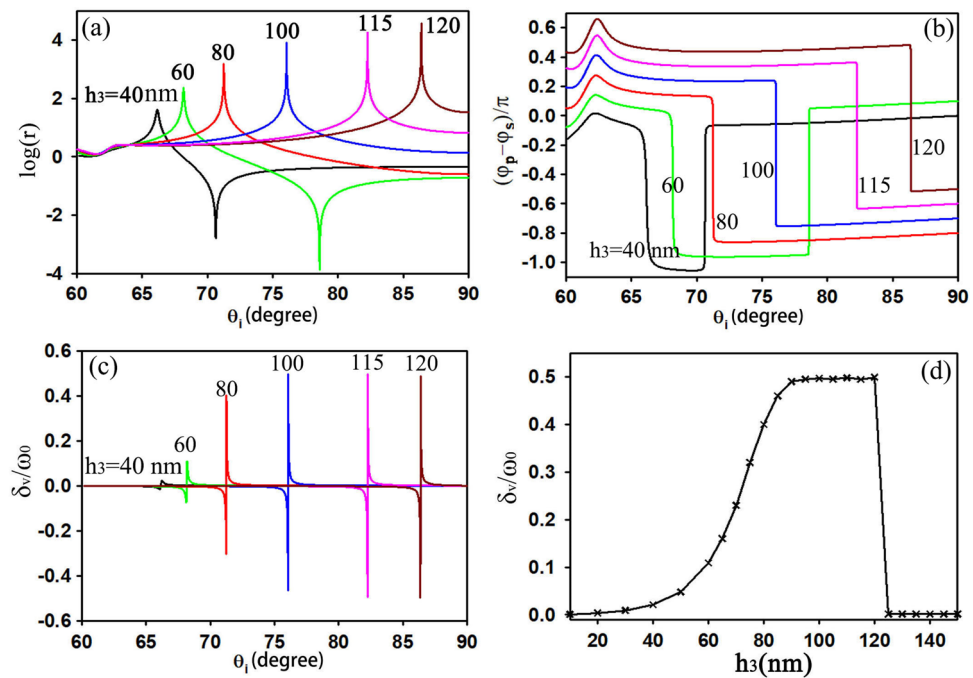 (a)
log(r)
4
2
0
-2
-4
h3=40nm
60
80
100
115
120
60 65 70 75 80 85 90
θi(degree)
(b)
(φp−φs)/π
0.6
0.4
0.2
0.0
-0.2
-0.4
-0.6
-0.8
-1.0
h3=40 nm
60
80
100
115
120
60 65 70 75 80 85 90
θi(degree)
(c)
δv/ω0
0.6
0.4
0.2
0.0
-0.2
-0.4
-0.6
h3=40 nm
60
80
100
115
120
60 65 70 75 80 85 90
θi(degree)
(d)
δv/ω0
0.5
0.4
0.3
0.2
0.1
0.0
20 40 60 80 100 120 140
h3(nm)